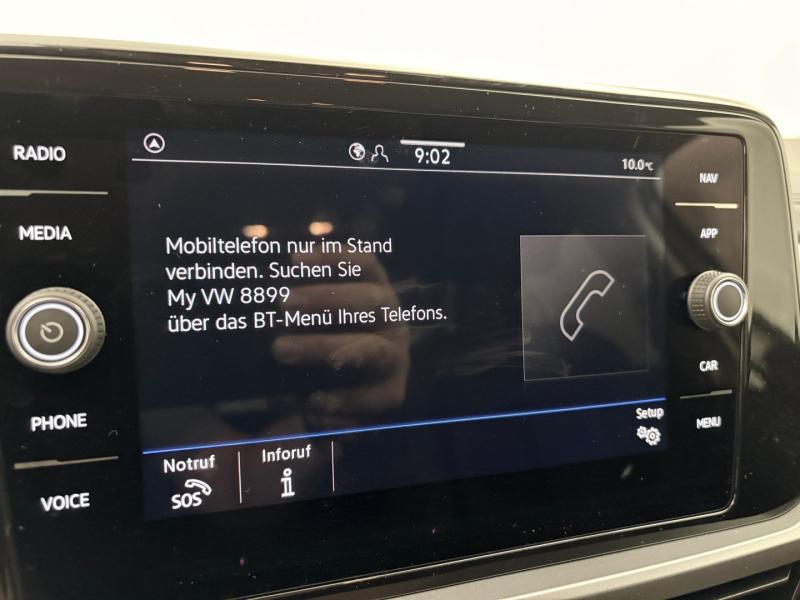 RADIO
MEDIA
PHONE
VOICE
9:02
10.0°C
Mobiltelefon nur im Stand
verbinden. Suchen Sie
My VW 8899
über das BT-Menü Ihres Telefons.
Setup
Notruf
SOS
Inforuf
NAV
APP
CAR
MENU